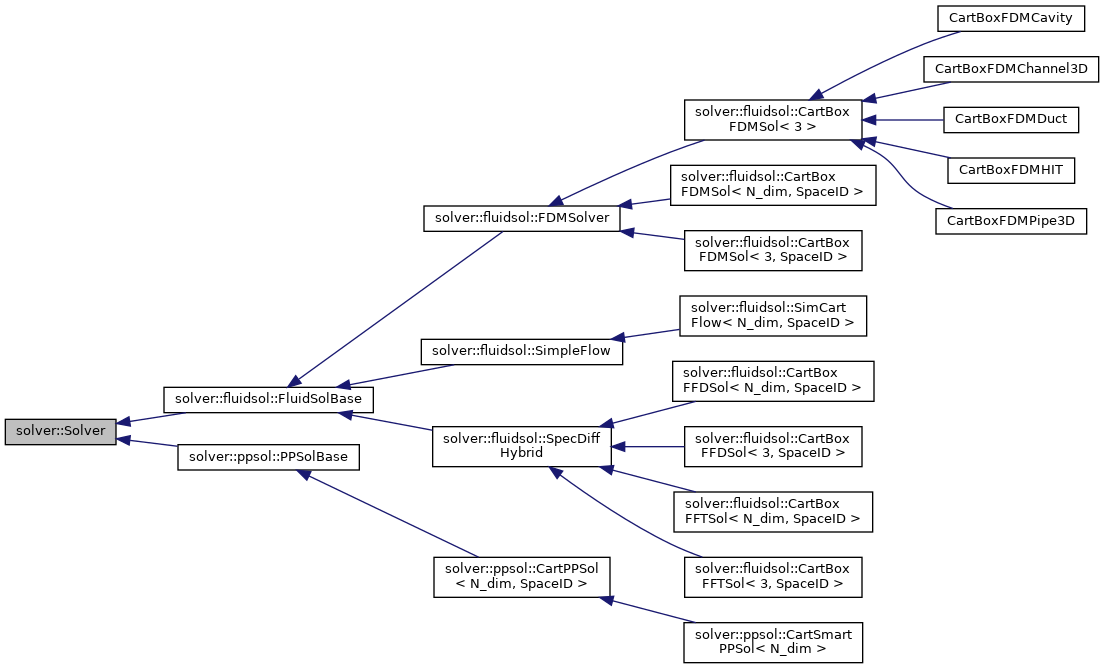 CartBoxFDMCavity
CartBoxFDMChannel3D
solver::fluidsol::CartBox
FDMSol< 3 >
CartBoxFDMDuct
CartBoxFDMHIT
solver::fluidsol::CartBox
FDMSol< N_dim, SpaceID >
CartBoxFDMPipe3D
solver::fluidsol::FDMSolver
solver::fluidsol::CartBox
FDMSol< 3, SpaceID >
solver::fluidsol::SimCart
Flow< N_dim, SpaceID >
solver::fluidsol::SimpleFlow
solver::fluidsol::CartBox
FFDSol< N_dim, SpaceID >
solver::fluidsol::FluidSolBase
solver::Solver
solver::fluidsol::SpecDiff
Hybrid
solver::fluidsol::CartBox
FFDSol< 3, SpaceID >
solver::ppsol::PPSolBase
solver::fluidsol::CartBox
FFTSol< N_dim, SpaceID >
solver::ppsol::CartPPSol
< N_dim, SpaceID >
solver::fluidsol::CartBox
FFTSol< 3, SpaceID >
solver::ppsol::CartSmart
PPSol< N_dim >